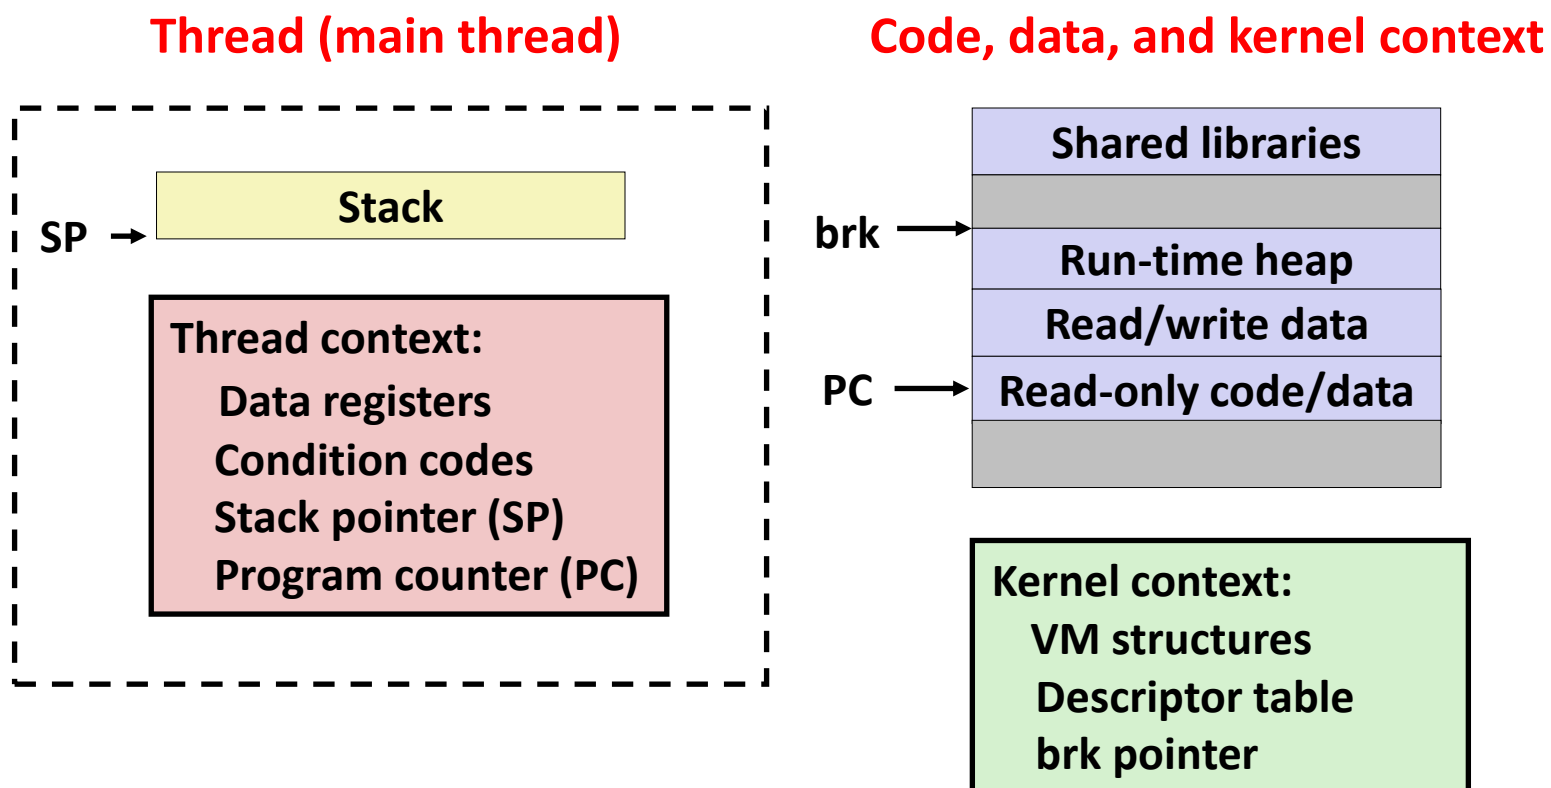 Thread (main thread)
Stack
SP
Thread context:
Data registers
Condition codes
Stack pointer (SP)
Program counter (PC)
Code, data, and kernel context
Shared libraries
brk
Run-time heap
Read/write data
PC
Read-only code/data
Kernel context:
VM structures
Descriptor table
brk pointer